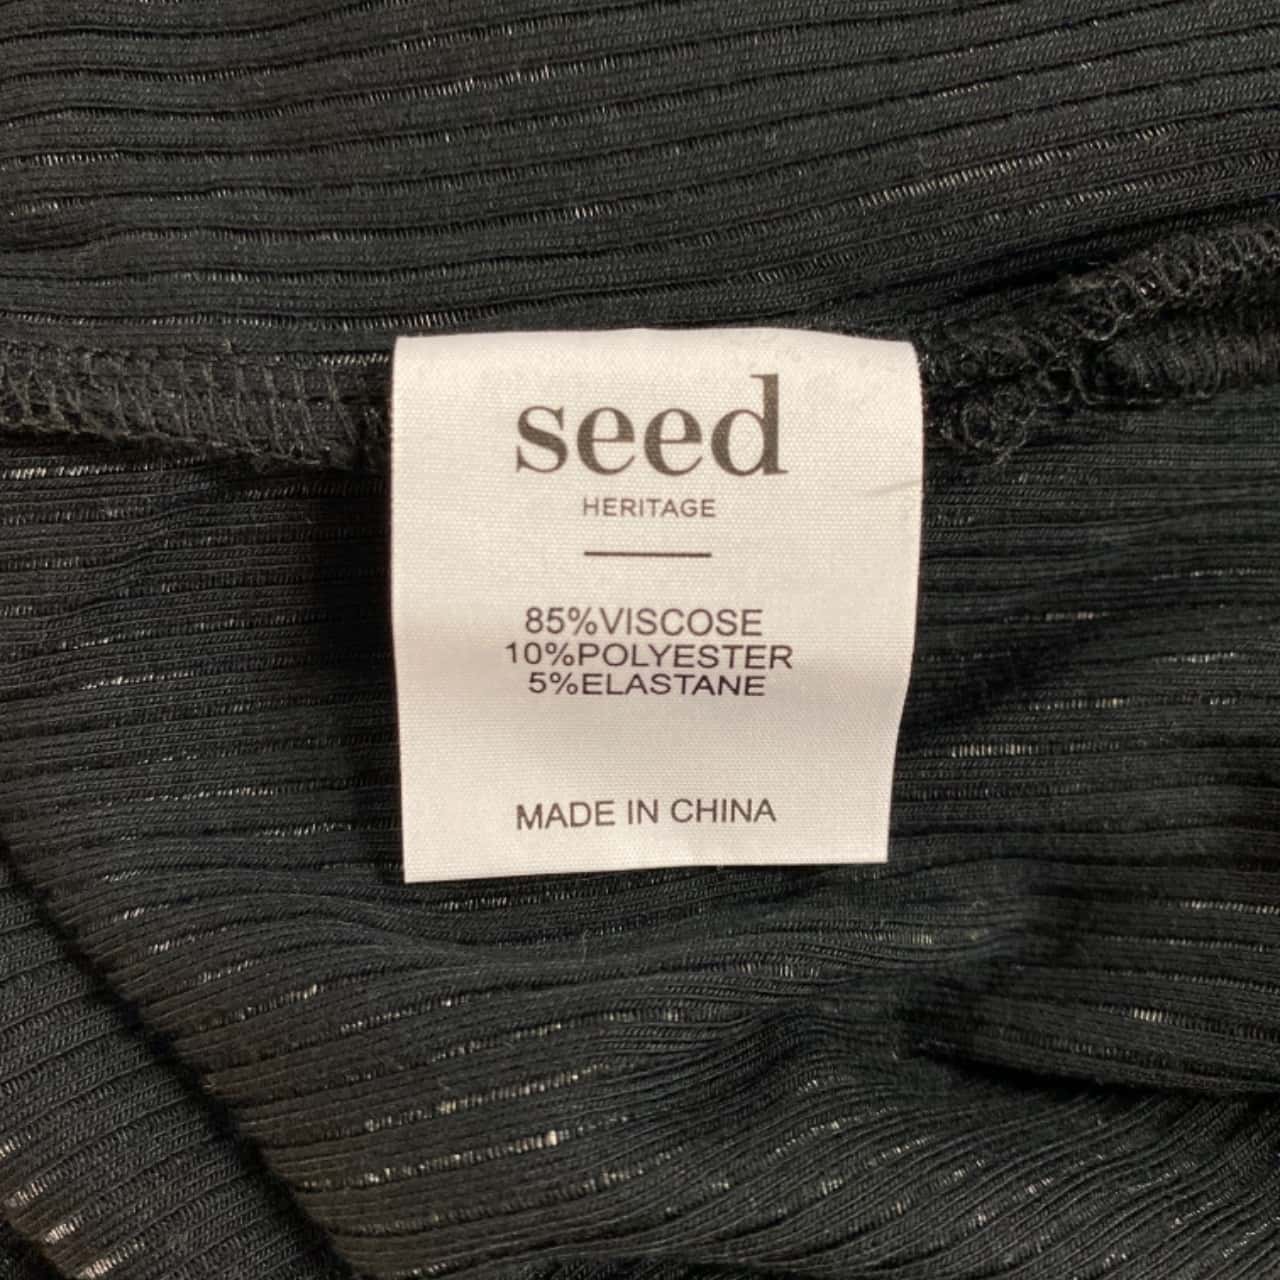 seed
HERITAGE
85%VISCOSE
10%POLYESTER
5%ELASTANE
MADE IN CHINA